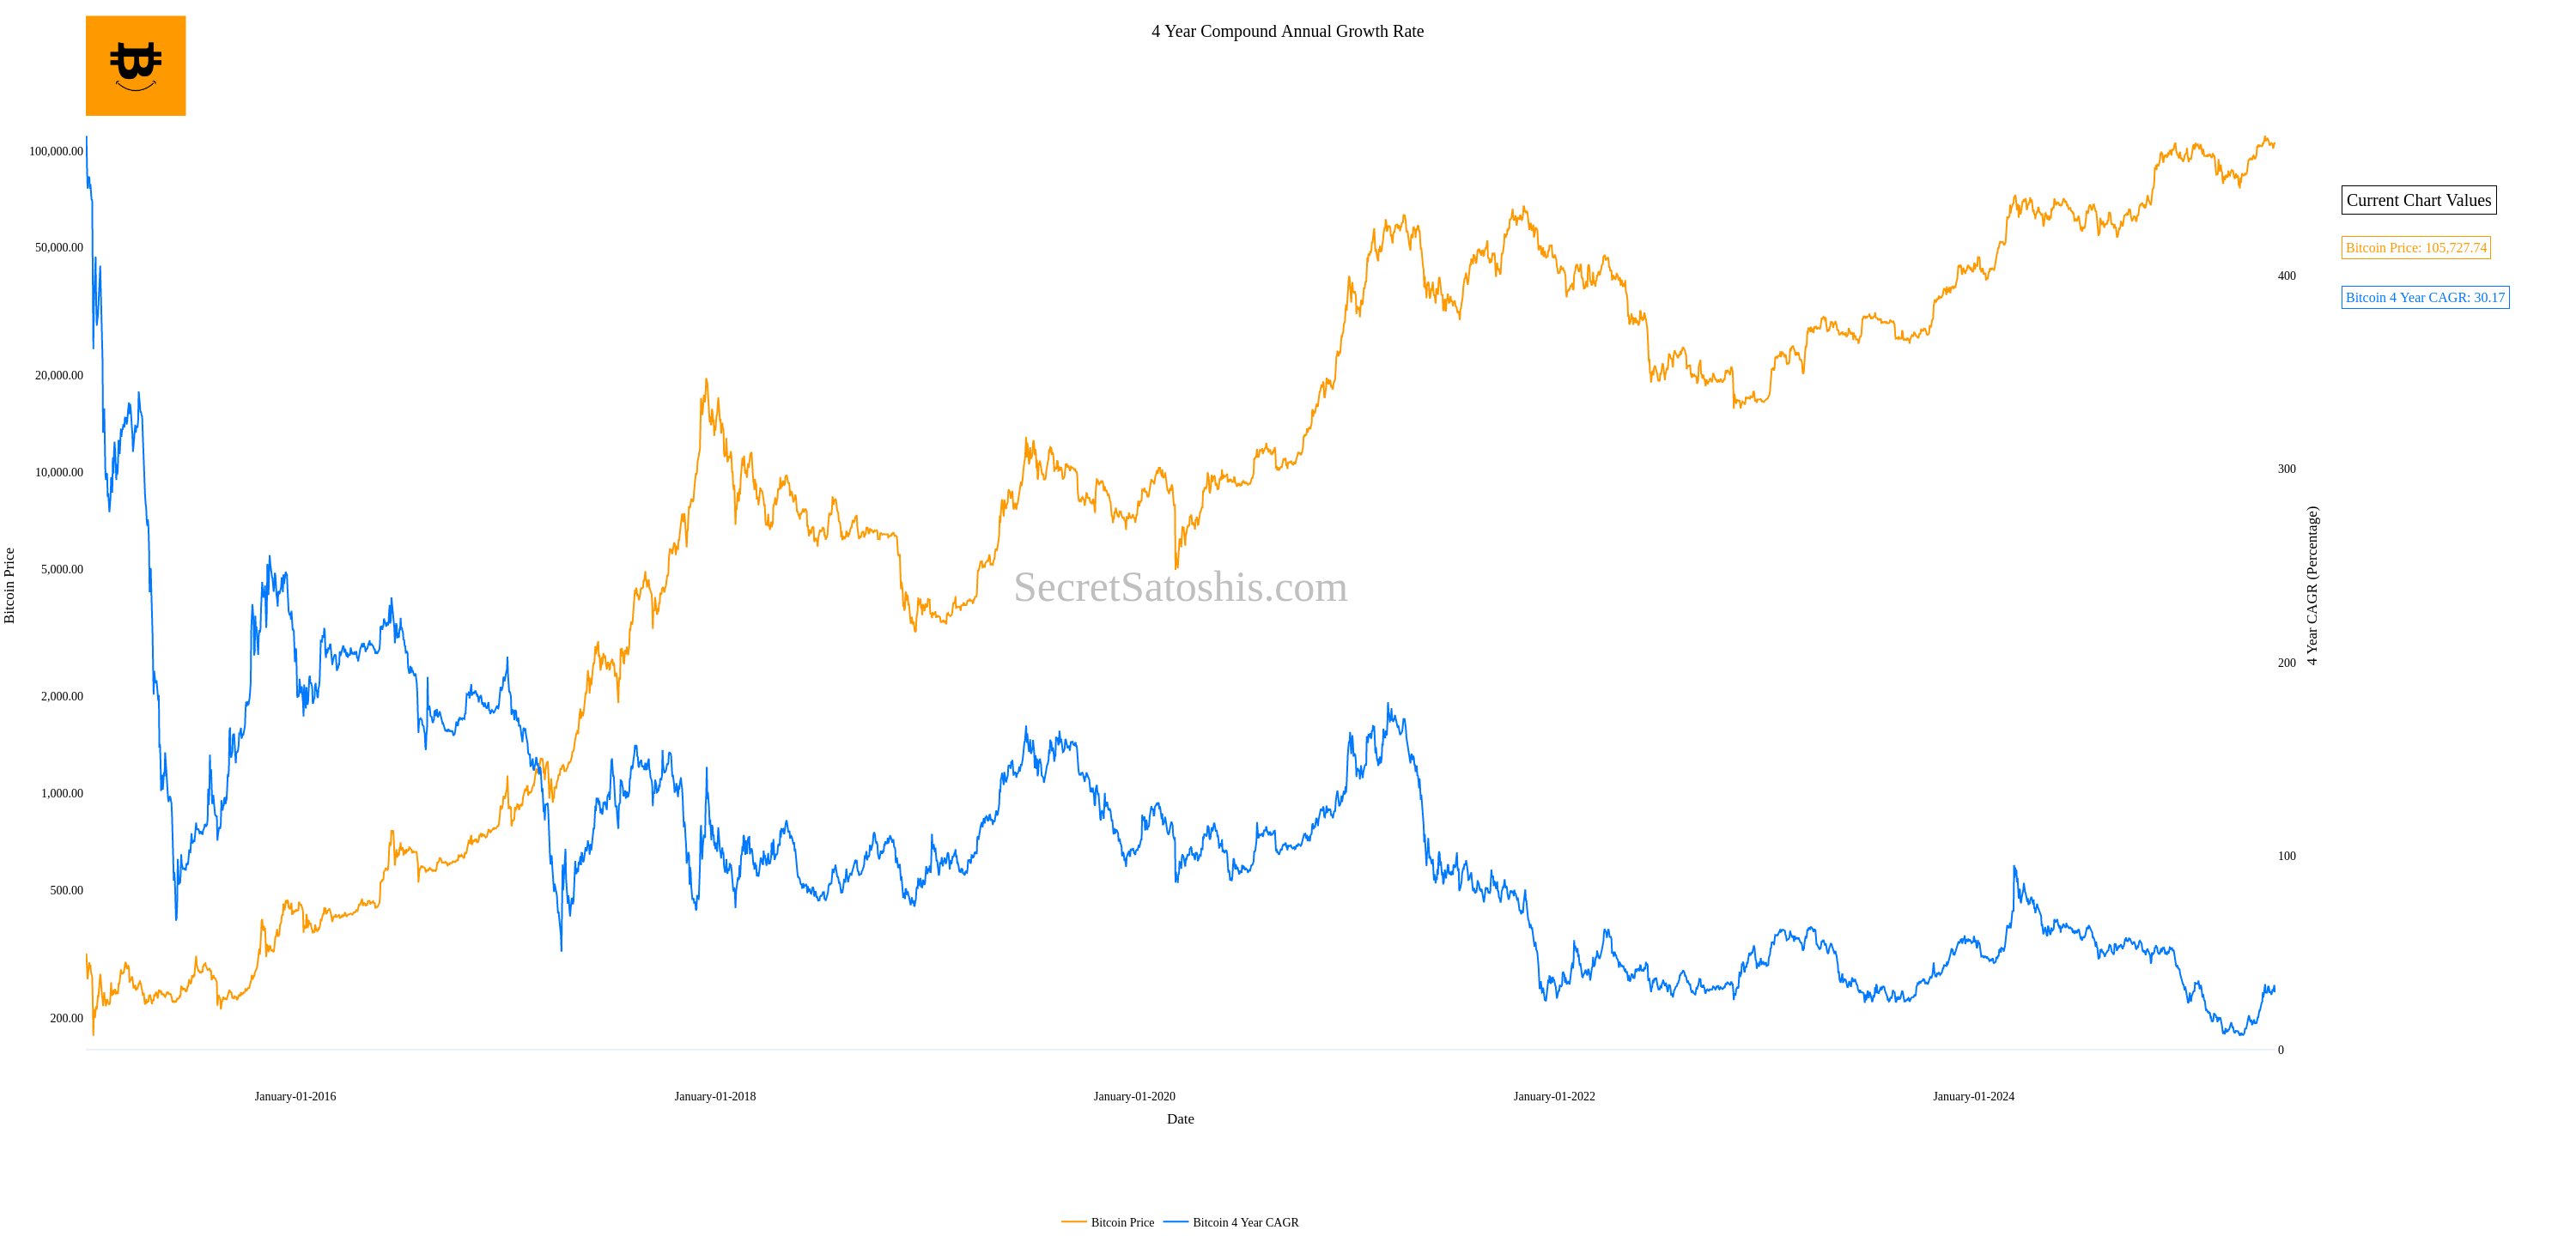 4 Year Compound Annual Growth Rate
100,000.00
50,000.00
20,000.00
10,000.00
5,000.00
2,000.00
1,000.00
500.00
200.00
Bitcoin Price
SecretSatoshis.com
400
300
200
100
0
4 Year CAGR (Percentage)
Current Chart Values
Bitcoin Price: 105,727.74
Bitcoin 4 Year CAGR: 30.17
January-01-2016
January-01-2018
January-01-2020
January-01-2022
January-01-2024
Date
Bitcoin Price
Bitcoin 4 Year CAGR